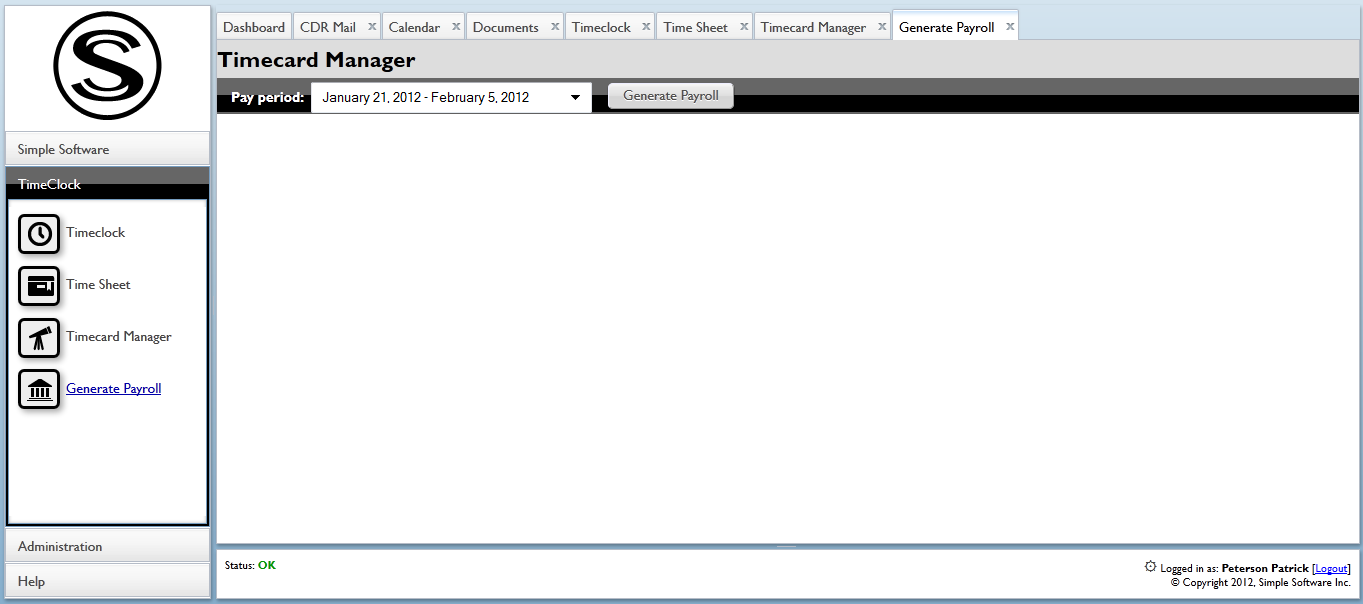 S
Simple Software
TimeClock
Timeclock
Time Sheet
Timecard Manager
Generate Payroll
Administration
Help
Dashboard CDR Mail x Calendar x Documents x Timeclock x Time Sheet x Timecard Manager x Generate Payroll x
Timecard Manager
Pay period: January 21, 2012 - February 5, 2012 Generate Payroll
Status: OK
Logged in as: Peterson Patrick [Logout]
© Copyright 2012, Simple Software Inc.